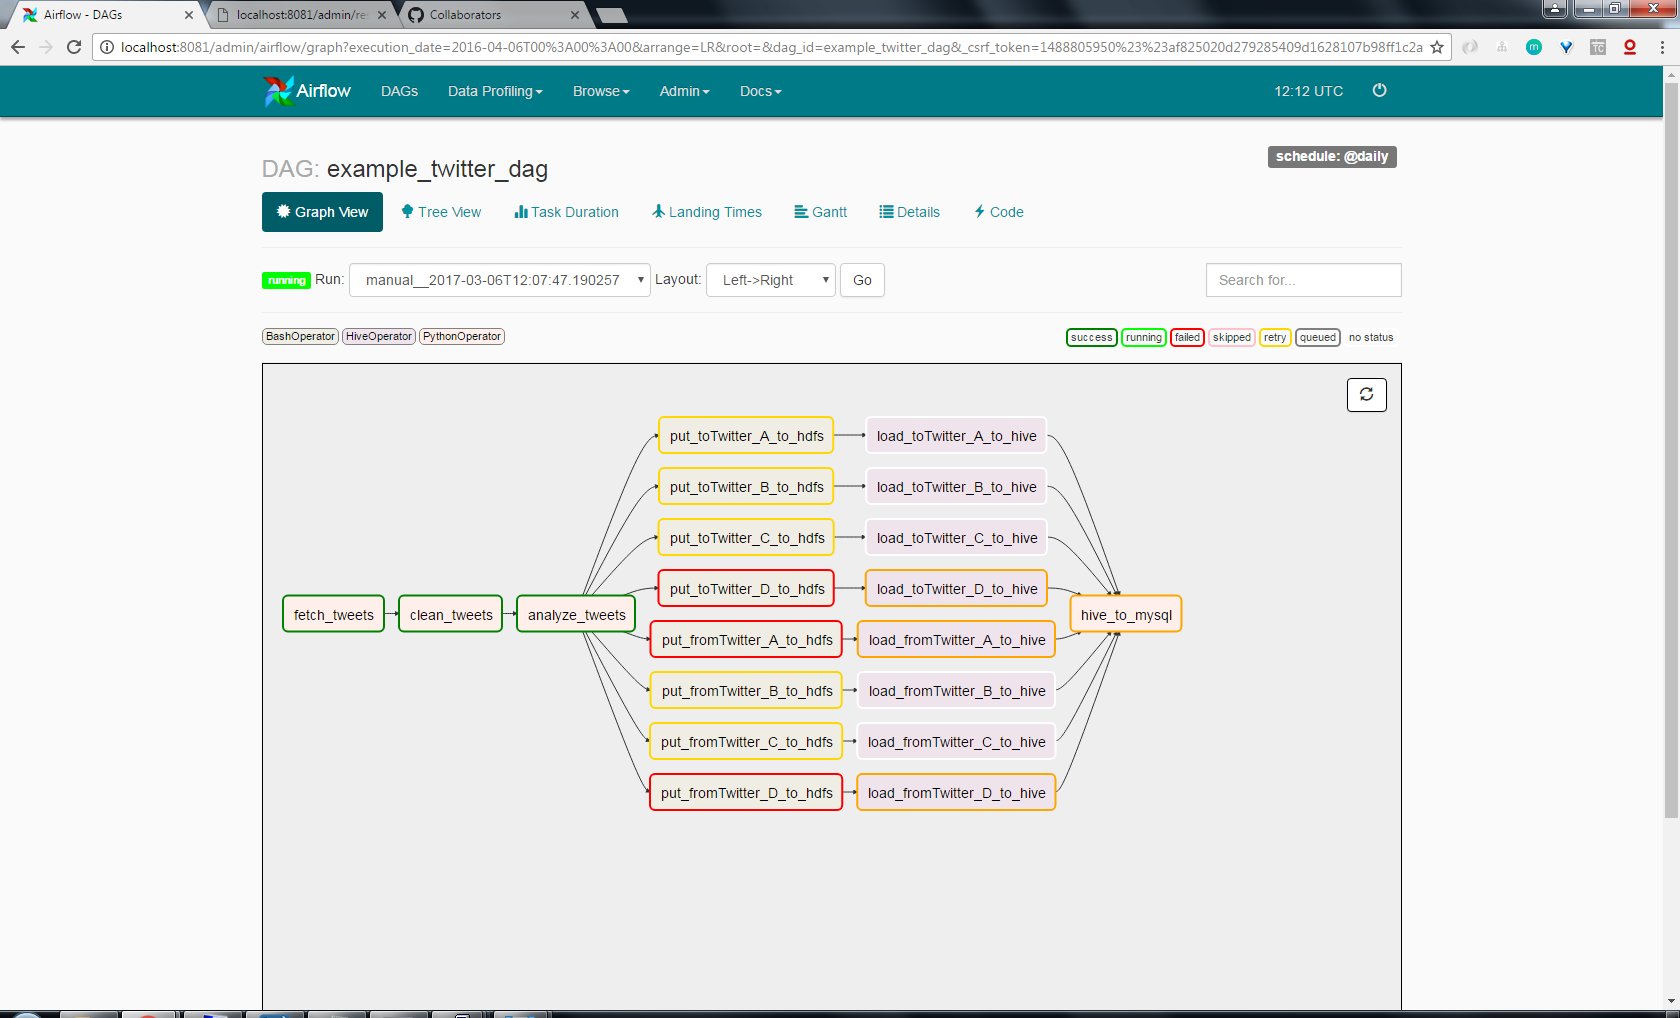 Airflow - DAGs
localhost:8081/admin/re
Collaborators
localhost:8081/admin/airflow/graph?execution_date=2016-04-06T00%3A00%3A00&arrange=LR&root=&dag_id=example_twitter_dag&_csrf_token=1488805950%23%23af825020d279285409d1628107b98ff1c2a
m
TC
Airflow
DAGs
Data Profiling
Browse
Admin
Docs
12:12 UTC
DAG: example_twitter_dag
schedule: @daily
Graph View
Tree View
Task Duration
Landing Times
Gantt
Details
Code
running Run: manual__2017-03-06T12:07:47.190257 Layout: Left->Right Go
Search for...
BashOperator HiveOperator PythonOperator
success running failed skipped retry queued no status
put_toTwitter_A_to_hdfs load_toTwitter_A_to_hive
put_toTwitter_B_to_hdfs load_toTwitter_B_to_hive
put_toTwitter_C_to_hdfs load_toTwitter_C_to_hive
put_toTwitter_D_to_hdfs load_toTwitter_D_to_hive
fetch_tweets clean_tweets analyze_tweets hive_to_mysql
put_fromTwitter_A_to_hdfs load_fromTwitter_A_to_hive
put_fromTwitter_B_to_hdfs load_fromTwitter_B_to_hive
put_fromTwitter_C_to_hdfs load_fromTwitter_C_to_hive
put_fromTwitter_D_to_hdfs load_fromTwitter_D_to_hive